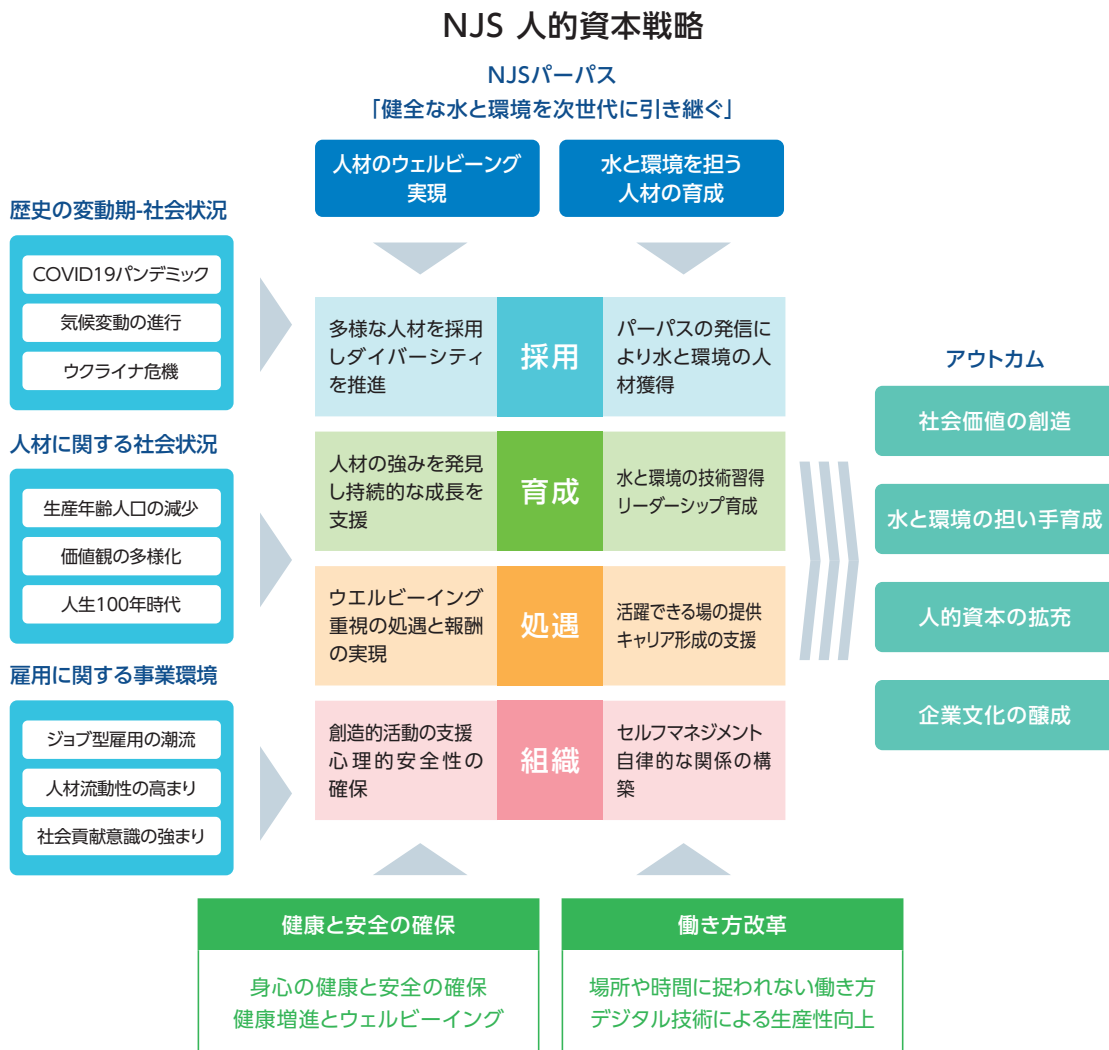 NJS 人的資本戦略
NJSパーパス
「健全な水と環境を次世代に引き継ぐ」
人材のウェルビーング
実現
水と環境を担う
人材の育成
歴史の変動期-社会状況
COVID19パンデミック
気候変動の進行
ウクライナ危機
人材に関する社会状況
生産年齢人口の減少
価値観の多様化
人生100年時代
雇用に関する事業環境
ジョブ型雇用の潮流
人材流動性の高まり
社会貢献意識の強まり
多様な人材を採用
しダイバーシティ
を推進
採用
パーパスの発信に
より水と環境の人
材獲得
人材の強みを発見
し持続的な成長を
支援
育成
水と環境の技術習得
リーダーシップ育成
ウエルビーイング
重視の処遇と報酬
の実現
処遇
活躍できる場の提供
キャリア形成の支援
創造的活動の支援
心理的安全性の
確保
組織
セルフマネジメント
自律的な関係の構
築
アウトカム
社会価値の創造
水と環境の担い手育成
人的資本の拡充
企業文化の醸成
健康と安全の確保
身心の健康と安全の確保
健康増進とウェルビーイング
働き方改革
場所や時間に捉われない働き方
デジタル技術による生産性向上